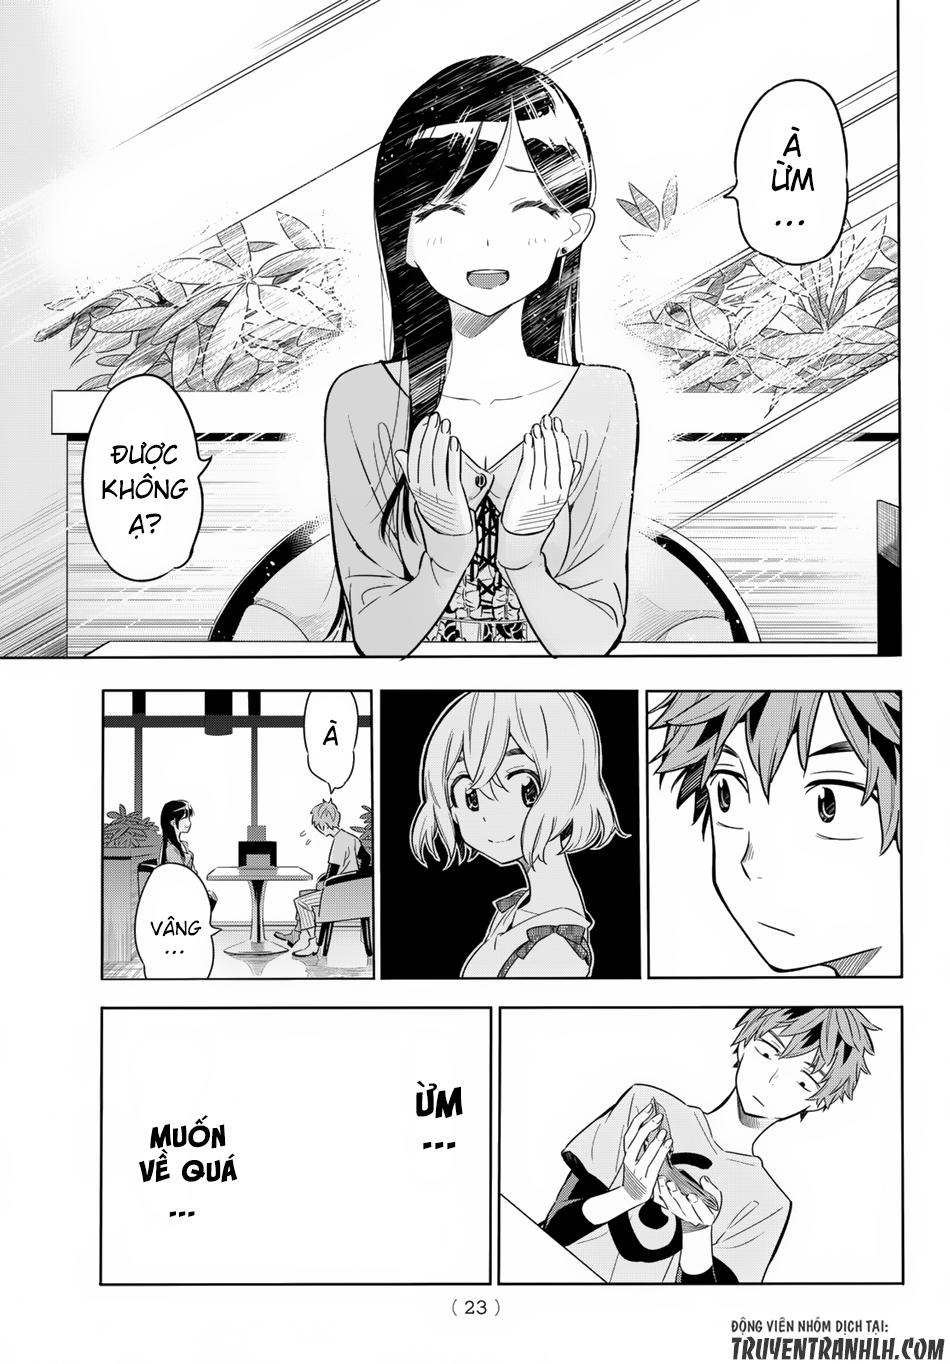 À
ỪM
...
ĐƯỢC
KHÔNG
Ạ?
À
VÂNG
...
ỪM
...
MUỐN
VỀ QUÁ
...
( 23 )
ĐỘNG VIÊN NHÓM DỊCH TẠI:
TRUYENTRANHLH.COM